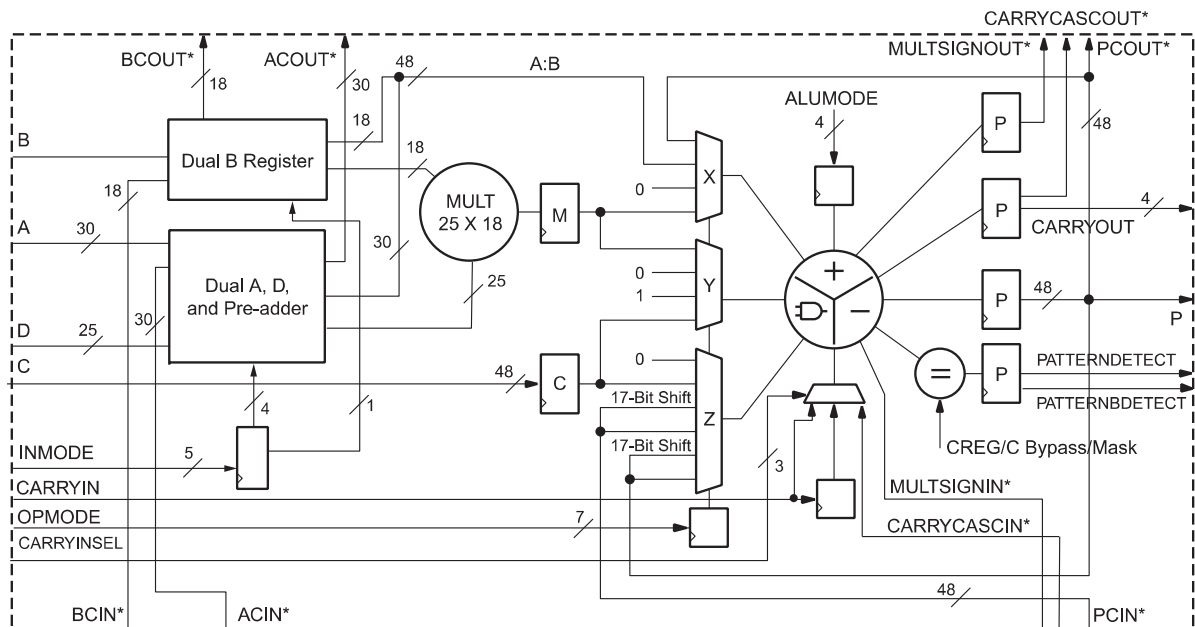 CARRYCASCOUT*
BCOUT*
ACOUT*
MULTSIGNOUT*
PCOUT*
18
30
48
A:B
ALUMODE
4
48
B
Dual B Register
18
18
18
MULT
25 X 18
M
0
X
P
A
30
30
Dual A, D,
and Pre-adder
25
0
1
Y
P
4
CARRYOUT
+
−
P
48
P
30
D
25
C
48
C
0
17-Bit Shift
17-Bit Shift
Z
=
P
PATTERNDETECT
PATTERNBDETECT
CREG/C Bypass/Mask
4
1
INMODE
5
3
CARRYIN
OPMODE
7
CARRYINSEL
MULTSIGNIN*
CARRYCASCIN*
48
BCIN*
ACIN*
PCIN*